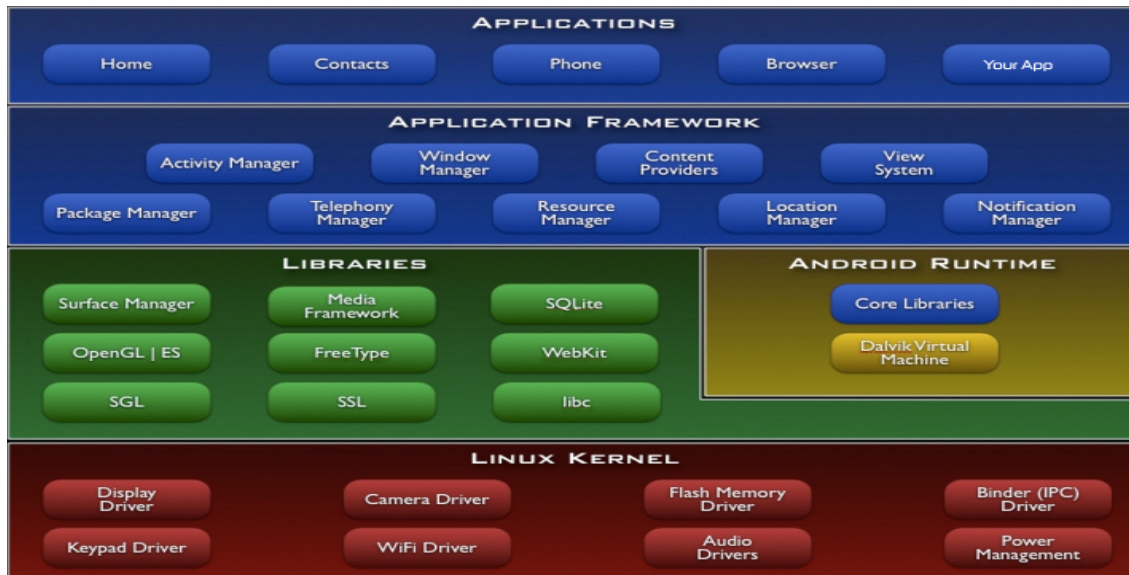 APPLICATIONS
Home
Contacts
Phone
Browser
Your App
APPLICATION FRAMEWORK
Activity Manager
Window
Manager
Content
Providers
View
System
Package Manager
Telephony
Manager
Resource
Manager
Location
Manager
Notification
Manager
LIBRARIES
Surface Manager
Media
Framework
SQLite
OpenGL | ES
FreeType
WebKit
SGL
SSL
libc
ANDROID RUNTIME
Core Libraries
Dalvik Virtual
Machine
LINUX KERNEL
Display
Driver
Camera Driver
Flash Memory
Driver
Binder (IPC)
Driver
Keypad Driver
WiFi Driver
Audio
Drivers
Power
Management